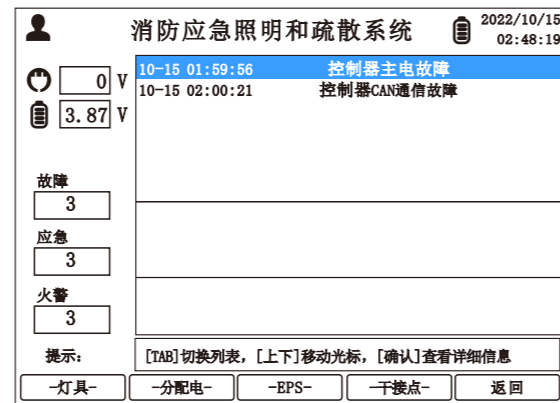 消防应急照明和疏散系统
2022/10/15
02:48:19
0 V
3.87 V
10-15 01:59:56 控制器主电故障
10-15 02:00:21 控制器CAN通信故障
故障
3
应急
3
火警
3
提示:
[TAB]切换列表, [上下]移动光标, [确认]查看详细信息
-灯具-
-分配电-
-EPS-
-干接点-
返回